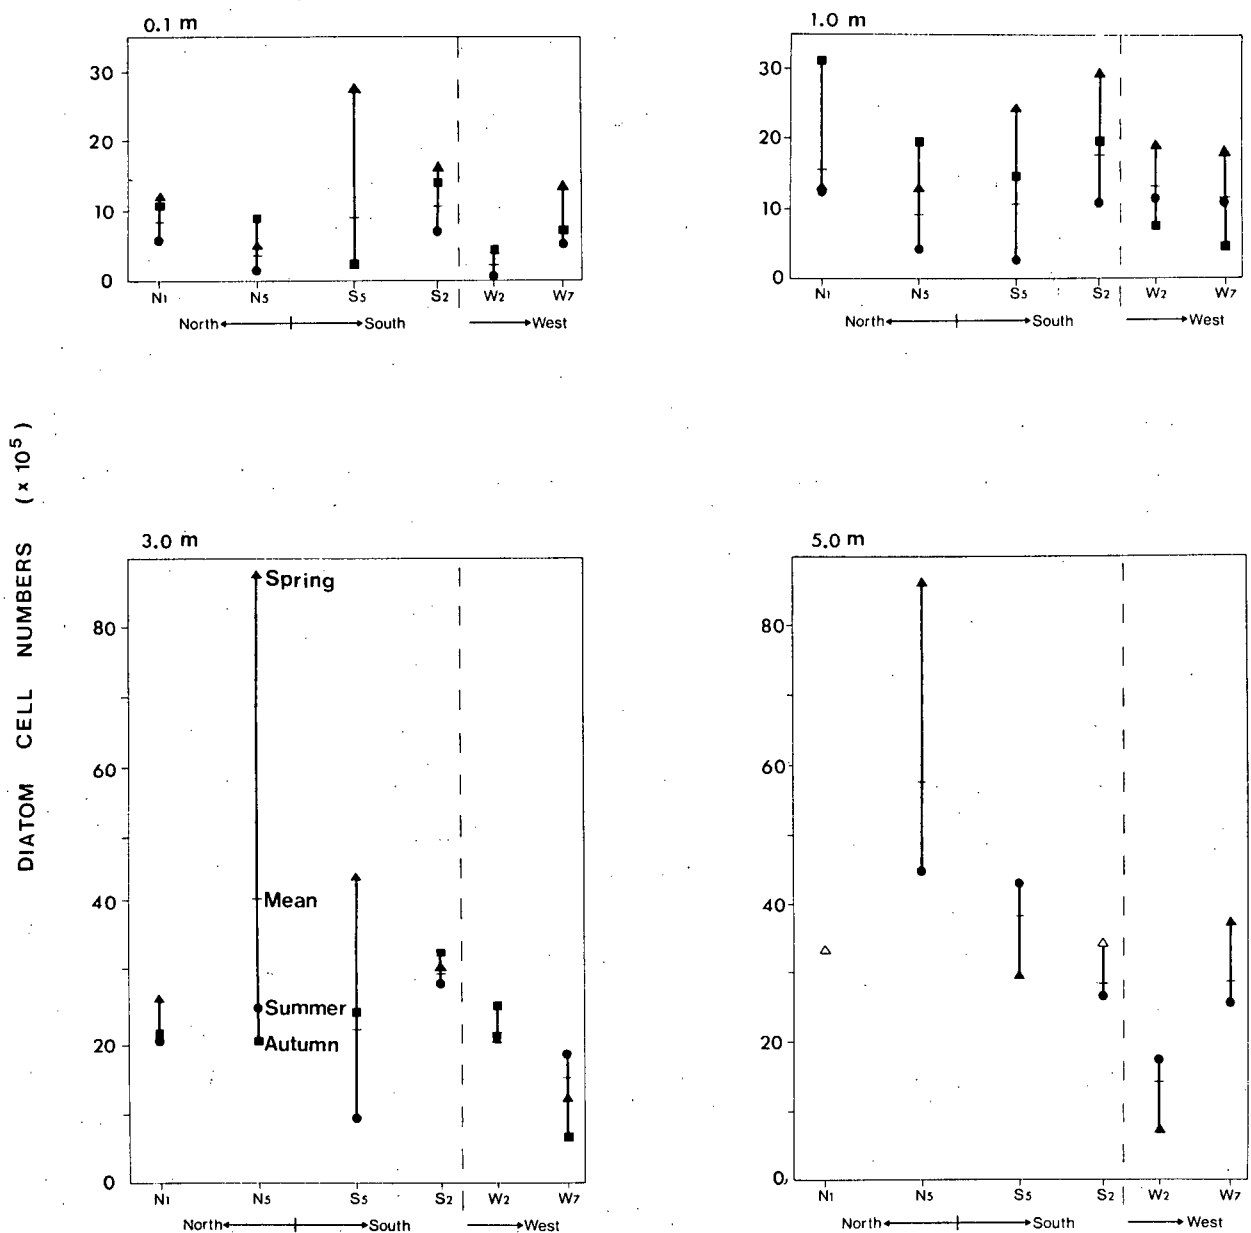 0.1 m
30
20
10
0
N1 N5 S5 S2 W2 W7
North South West
1.0 m
30
20
10
0
N1 N5 S5 S2 W2 W7
North South West
DIATOM CELL NUMBERS (x 10⁵)
3.0 m
80
60
40
20
0
Spring
Mean
Summer
Autumn
N1 N5 S5 S2 W2 W7
North South West
5.0 m
80
60
40
20
0
N1 N5 S5 S2 W2 W7
North South West